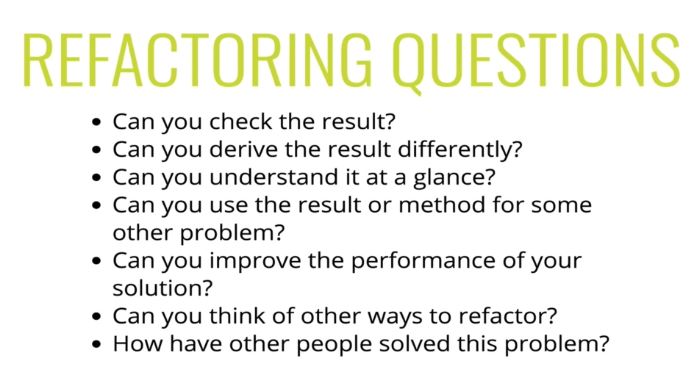 REFACTORING QUESTIONS
• Can you check the result?
• Can you derive the result differently?
• Can you understand it at a glance?
• Can you use the result or method for some
other problem?
• Can you improve the performance of your
solution?
• Can you think of other ways to refactor?
• How have other people solved this problem?